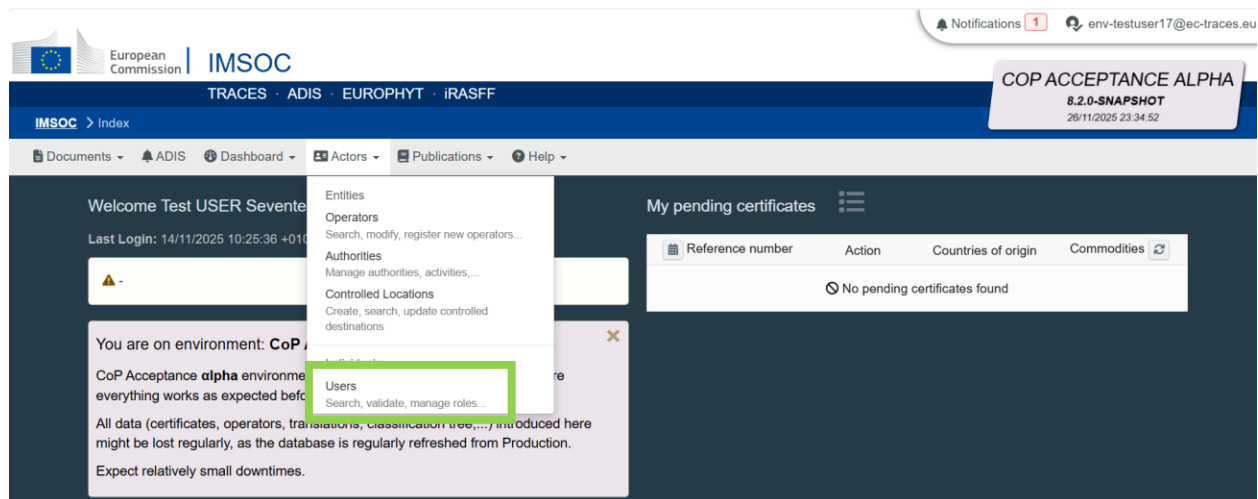 Notifications 1 env-testuser17@ec-traces.eu
European
Commission
IMSOC
TRACES · ADIS · EUROPHYT · iRASFF
COP ACCEPTANCE ALPHA
8.2.0-SNAPSHOT
26/11/2025 23:34:52
IMSOC > Index
Documents ADIS Dashboard Actors Publications Help
Welcome Test USER Sevente
Last Login: 14/11/2025 10:25:36 +010
-
Entities
Operators
Search, modify, register new operators...
Authorities
Manage authorities, activities,...
Controlled Locations
Create, search, update controlled
destinations
Users
Search, validate, manage roles...
My pending certificates
Reference number Action Countries of origin Commodities
No pending certificates found
You are on environment: CoP
CoP Acceptance αlpha environme re
everything works as expected befo
All data (certificates, operators, translations, classification tree,...) introduced here
might be lost regularly, as the database is regularly refreshed from Production.
Expect relatively small downtimes.